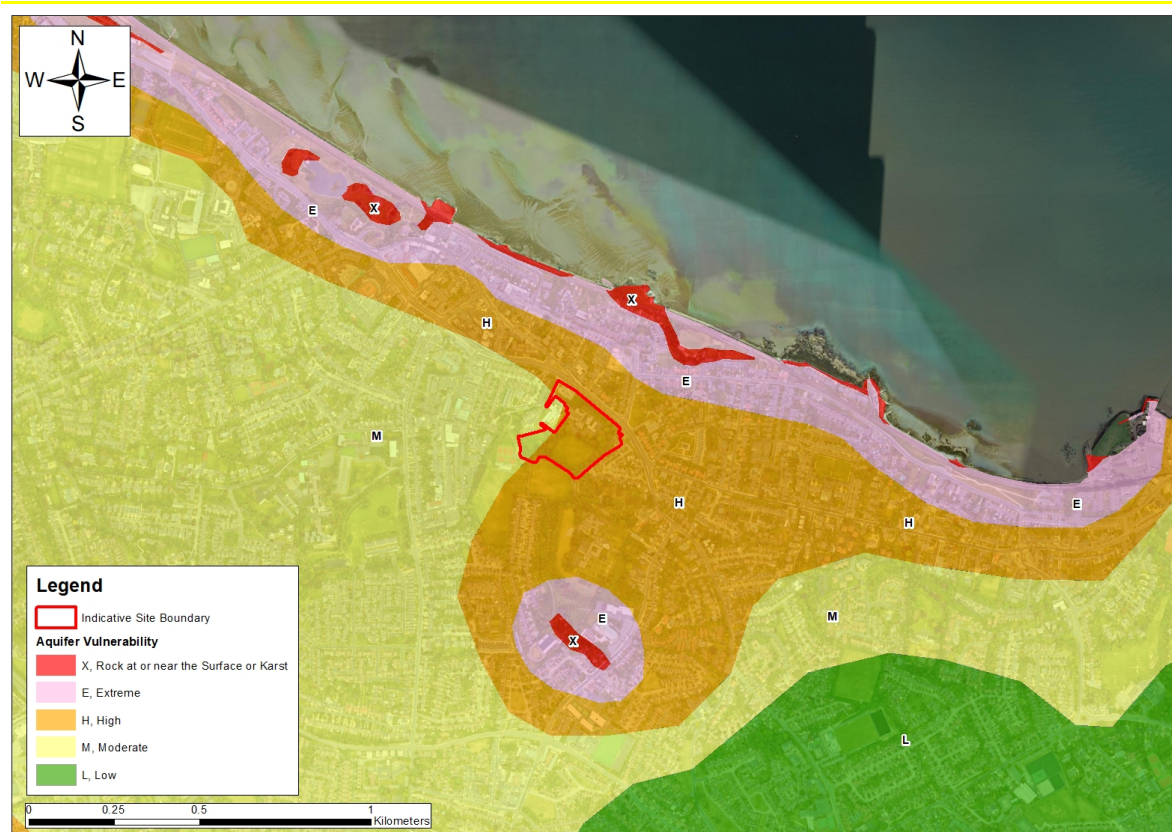 N
W E
S
X
E
X
H
E
M
H
H
E
E
X
M
L
Legend
Indicative Site Boundary
Aquifer Vulnerability
X, Rock at or near the Surface or Karst
E, Extreme
H, High
M, Moderate
L, Low
0 0.25 0.5 1
Kilometers